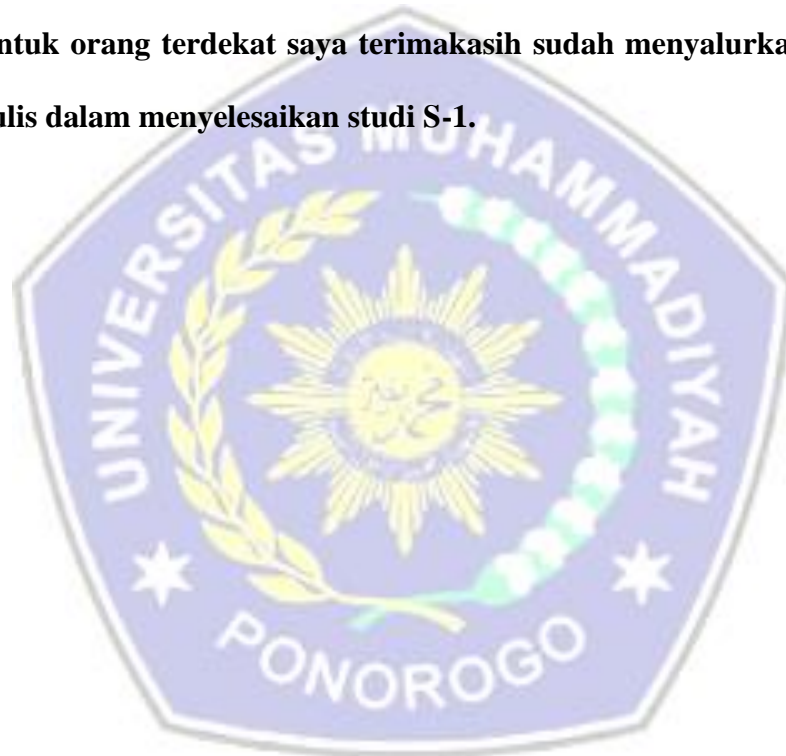 ntuk orang terdekat saya terimakasih sudah menyalurka
ulis dalam menyelesaikan studi S-1.
UNIVERSITAS MUHAMMADIYAH
PONOROGO